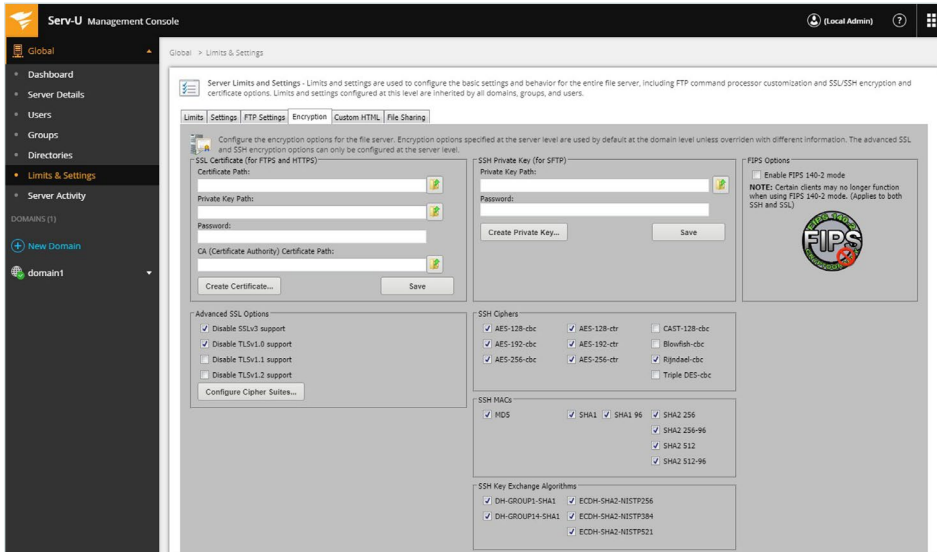 Serv-U Management Console
(Local Admin)
?
Global
Dashboard
Server Details
Users
Groups
Directories
Limits & Settings
Server Activity
DOMAINS (1)
New Domain
domain1
Global > Limits & Settings
Server Limits and Settings - Limits and settings are used to configure the basic settings and behavior for the entire file server, including FTP command
processor customization and SSL/SSH encryption and
certificate options. Limits and settings configured at this level are inherited by all domains, groups, and users.
Limits Settings FTP Settings Encryption Custom HTML File Sharing
Configure the encryption options for the file server. Encryption options specified at the server level are used by default at the domain level unless overriden with different information. The advanced SSL
and SSH encryption options can only be configured at the server level.
SSL Certificate (for FTPS and HTTPS)
Certificate Path:
Private Key Path:
Password:
CA (Certificate Authority) Certificate Path:
Create Certificate...
Save
SSH Private Key (for SFTP)
Private Key Path:
Password:
Create Private Key...
Save
FIPS Options
Enable FIPS 140-2 mode
NOTE: Certain clients may no longer function
when using FIPS 140-2 mode. (Applies to both
SSH and SSL)
FIPS
Advanced SSL Options
Disable SSLv3 support
Disable TLSv1.0 support
Disable TLSv1.1 support
Disable TLSv1.2 support
Configure Cipher Suites...
SSH Ciphers
AES-128-cbc AES-128-ctr CAST-128-cbc
AES-192-cbc AES-192-ctr Blowfish-cbc
AES-256-cbc AES-256-ctr Rijndael-cbc
Triple DES-cbc
SSH MACs
MD5 SHA1 SHA1 96 SHA2 256
SHA2 256-96
SHA2 512
SHA2 512-96
SSH Key Exchange Algorithms
DH-GROUP1-SHA1 ECDH-SHA2-NISTP256
DH-GROUP14-SHA1 ECDH-SHA2-NISTP384
ECDH-SHA2-NISTP521